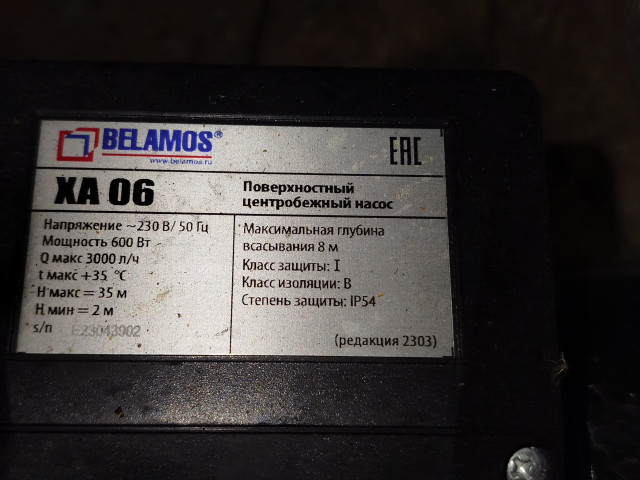 BELAMOS®
www.belamos.ru
EAC
XA 06
Поверхностный
центробежный насос
Напряжение ~230 В/ 50 Гц
Мощность 600 Вт
Q макс 3000 л/ч
t макс +35 °C
H макс = 35 м
H мин = 2 м
s/n E23043902
Максимальная глубина
всасывания 8 м
Класс защиты: I
Класс изоляции: B
Степень защиты: IP54
(редакция 2303)